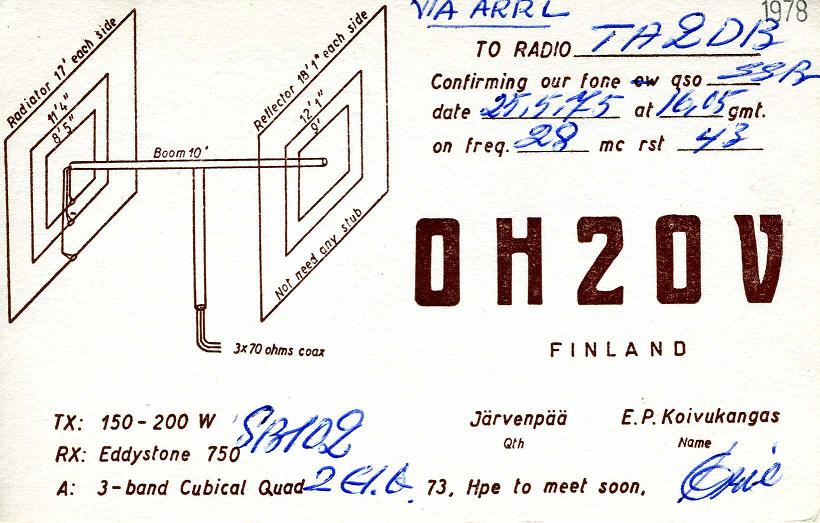 VIA ARRL
1978
TO RADIO TA2DB
Confirming our fone cw qso SSB
date 25,5,75 at 16,05 gmt.
on freq. 28 mc rst 43
Radiator 17' each side
11'4"
8'5"
Boom 10'
Reflector 18'1" each side
12'1"
9'
Not need any stub
3x70 ohms coax
OH2OV
FINLAND
TX: 150-200 W SB102
RX: Eddystone 750
A: 3-band Cubical Quad 2 El.
Järvenpää E.P. Koivukangas
Qth Name
73, Hpe to meet soon,